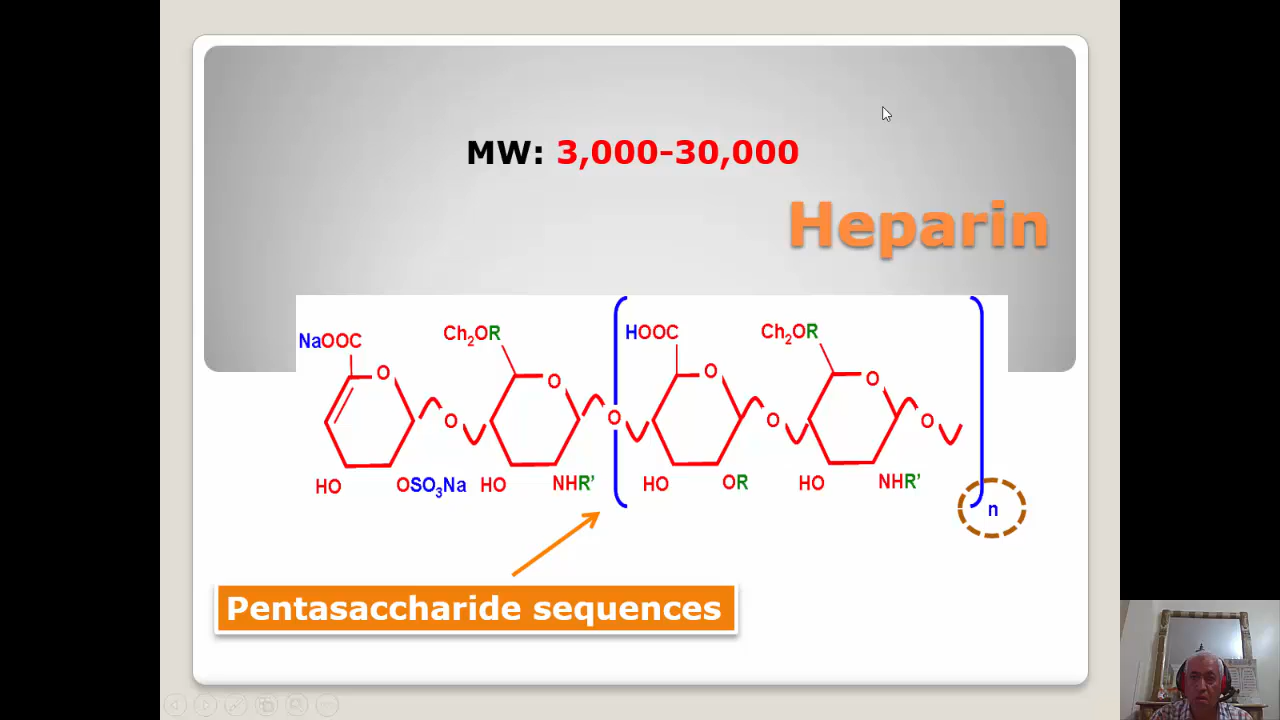 MW: 3,000-30,000
Heparin
NaOOC
Ch2OR
HOOC
Ch2OR
O
O
O
O
O
O
O
O
HO
OSO3Na
HO
NHR’
HO
OR
HO
NHR’
n
Pentasaccharide sequences